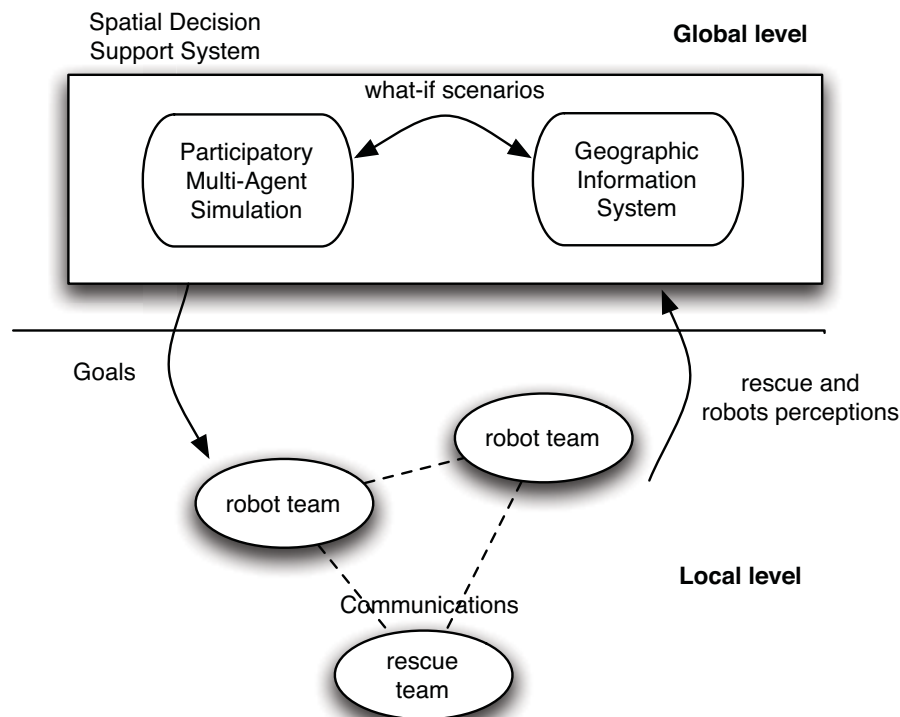 Spatial Decision
Support System
Global level
what-if scenarios
Participatory
Multi-Agent
Simulation
Geographic
Information
System
Goals
rescue and
robots perceptions
robot team
robot team
Local level
Communications
rescue
team